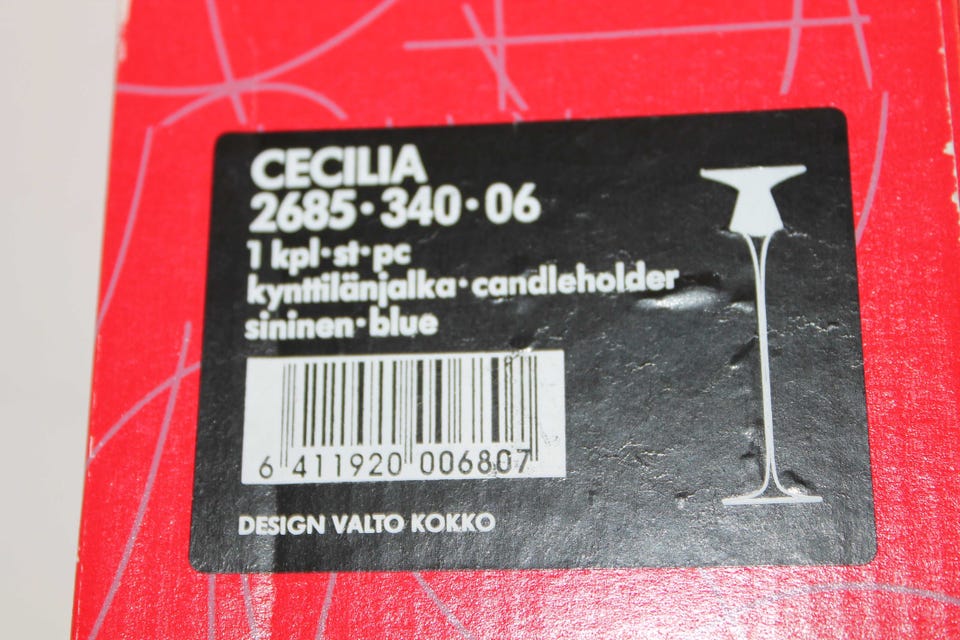 CECILIA
2685·340·06
1 kpl·st·pc
kynttilänjalka·candleholder
sininen·blue
6 411920 006807
DESIGN VALTO KOKKO